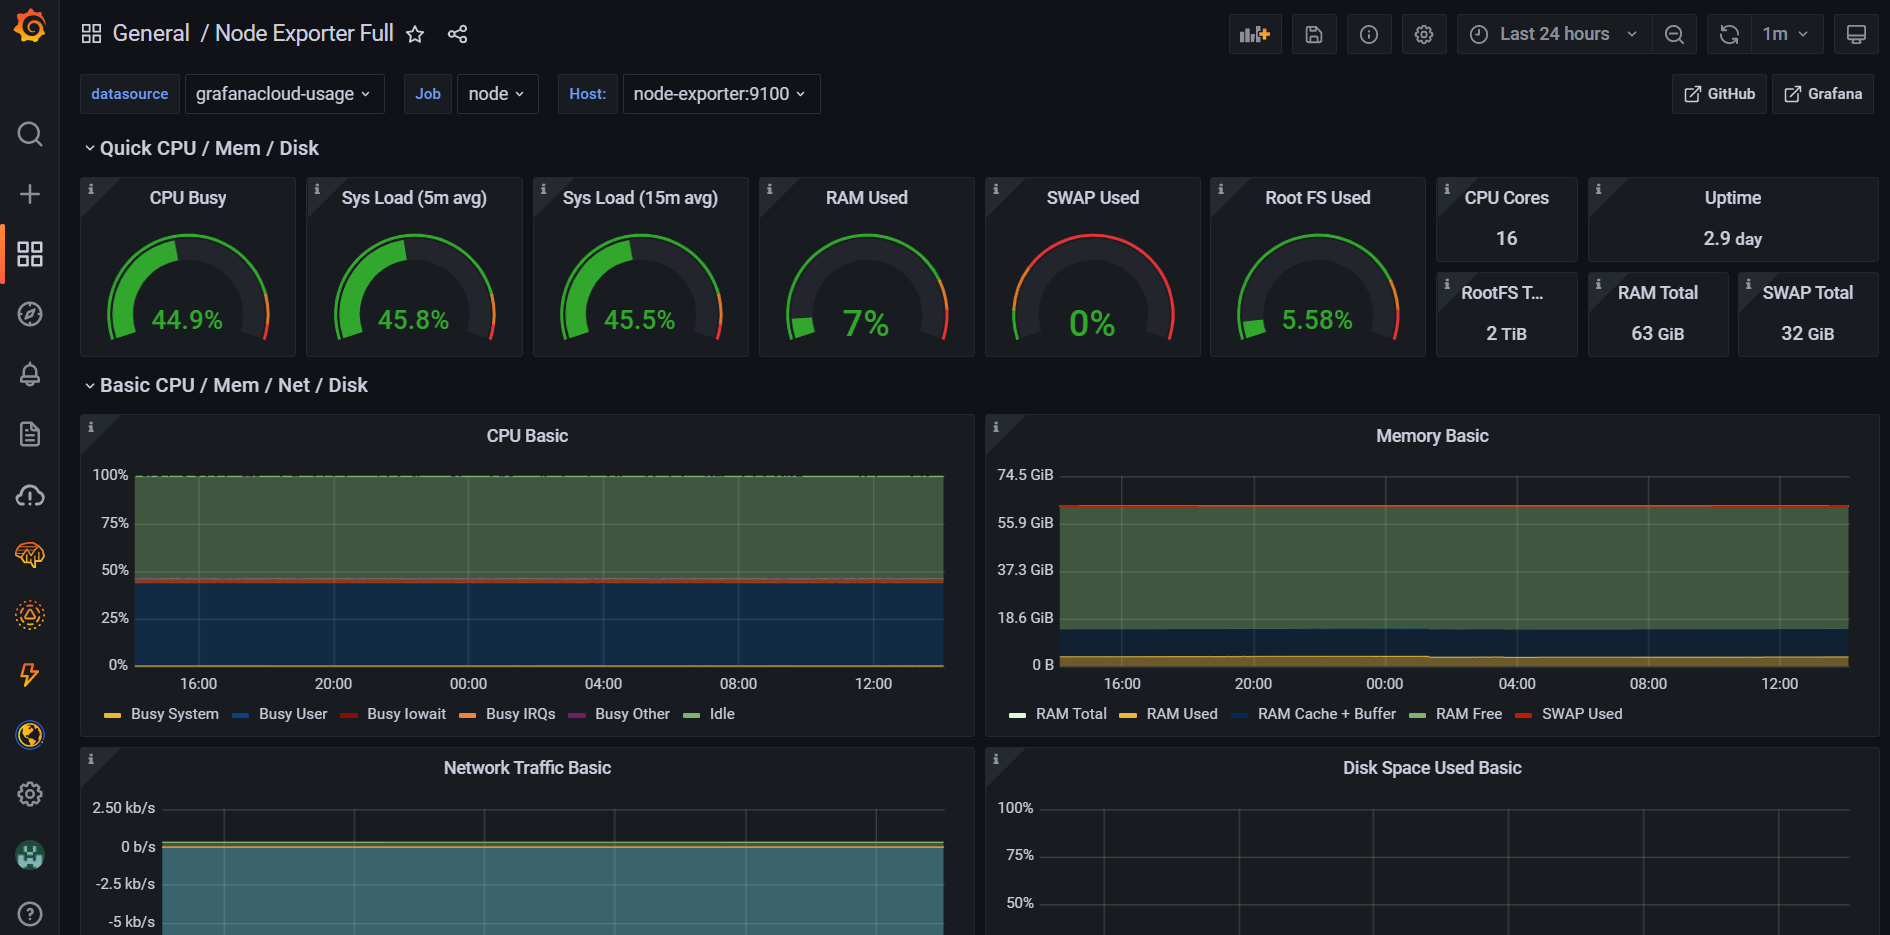 General / Node Exporter Full
Last 24 hours
1m
datasource grafanacloud-usage Job node Host: node-exporter:9100
GitHub Grafana
Quick CPU / Mem / Disk
CPU Busy
44.9%
Sys Load (5m avg)
45.8%
Sys Load (15m avg)
45.5%
RAM Used
7%
SWAP Used
0%
Root FS Used
5.58%
CPU Cores
16
Uptime
2.9 day
RootFS T...
2 TiB
RAM Total
63 GiB
SWAP Total
32 GiB
Basic CPU / Mem / Net / Disk
CPU Basic
100%
75%
50%
25%
0%
16:00 20:00 00:00 04:00 08:00 12:00
Busy System Busy User Busy Iowait Busy IRQs Busy Other Idle
Memory Basic
74.5 GiB
55.9 GiB
37.3 GiB
18.6 GiB
0 B
16:00 20:00 00:00 04:00 08:00 12:00
RAM Total RAM Used RAM Cache + Buffer RAM Free SWAP Used
Network Traffic Basic
2.50 kb/s
0 b/s
-2.5 kb/s
-5 kb/s
Disk Space Used Basic
100%
75%
50%